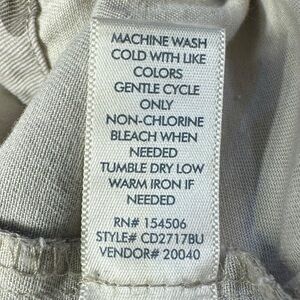 MACHINE WASH
COLD WITH LIKE
COLORS
GENTLE CYCLE
ONLY
NON-CHLORINE
BLEACH WHEN
NEEDED
TUMBLE DRY LOW
WARM IRON IF
NEEDED
RN# 154506
STYLE# CD2717BU
VENDOR# 20040